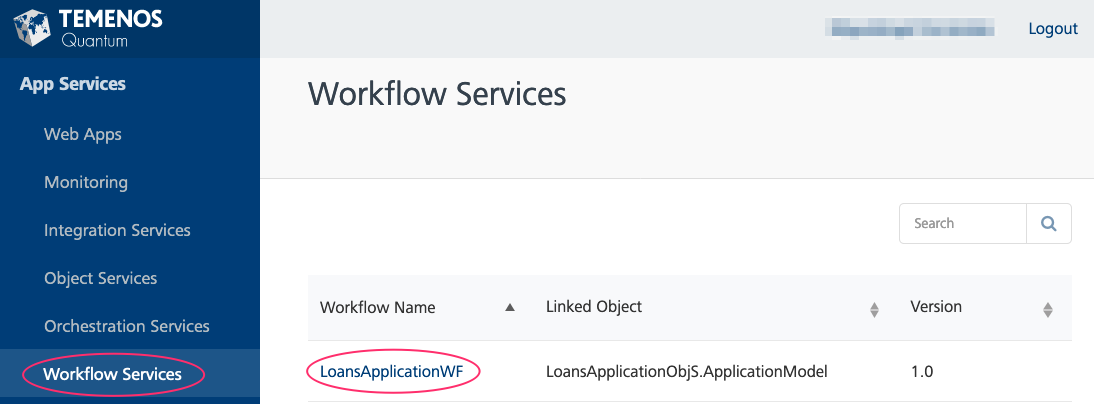 TEMENOS
Quantum
Logout
App Services
Web Apps
Monitoring
Integration Services
Object Services
Orchestration Services
Workflow Services
Workflow Services
Search
Workflow Name Linked Object Version
LoansApplicationWF LoansApplicationObjS.ApplicationModel 1.0